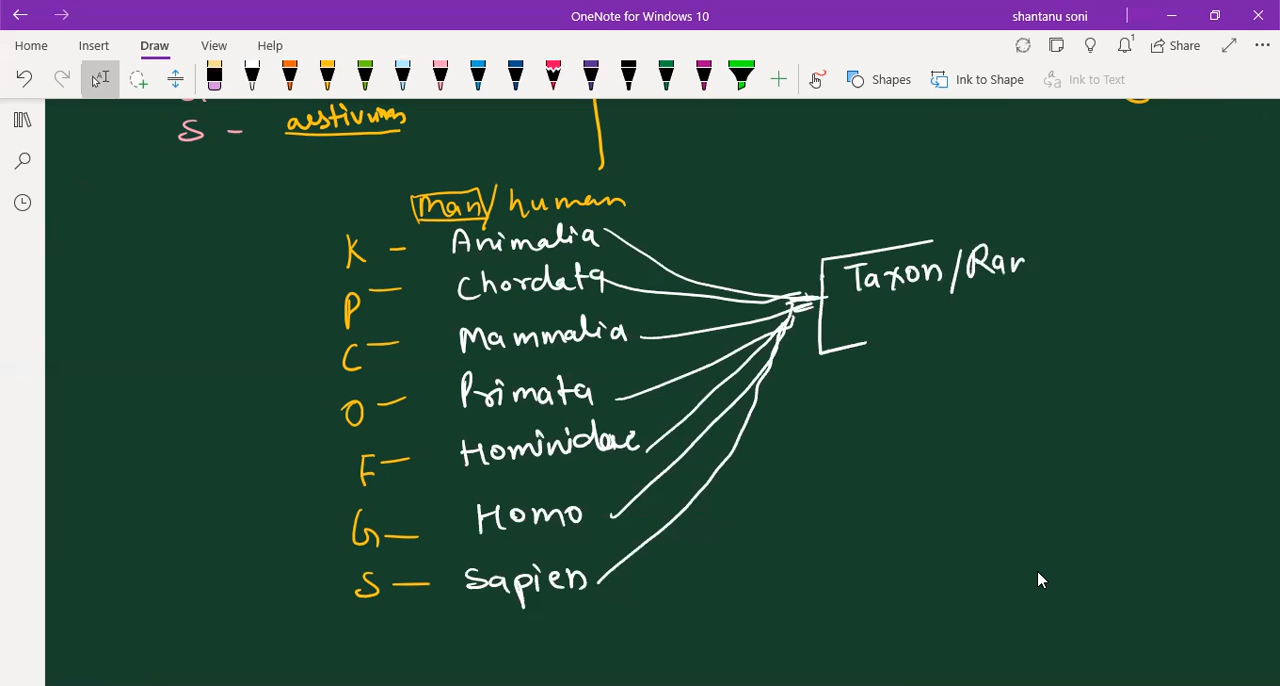 OneNote for Windows 10
shantanu soni
Home Insert Draw View Help
Share
Shapes Ink to Shape Ink to Text
S - aestivum
man / human
K - Animalia
P - Chordata
C - Mammalia
O - Primata
F - Hominidae
G - Homo
S - Sapien
Taxon / Ran